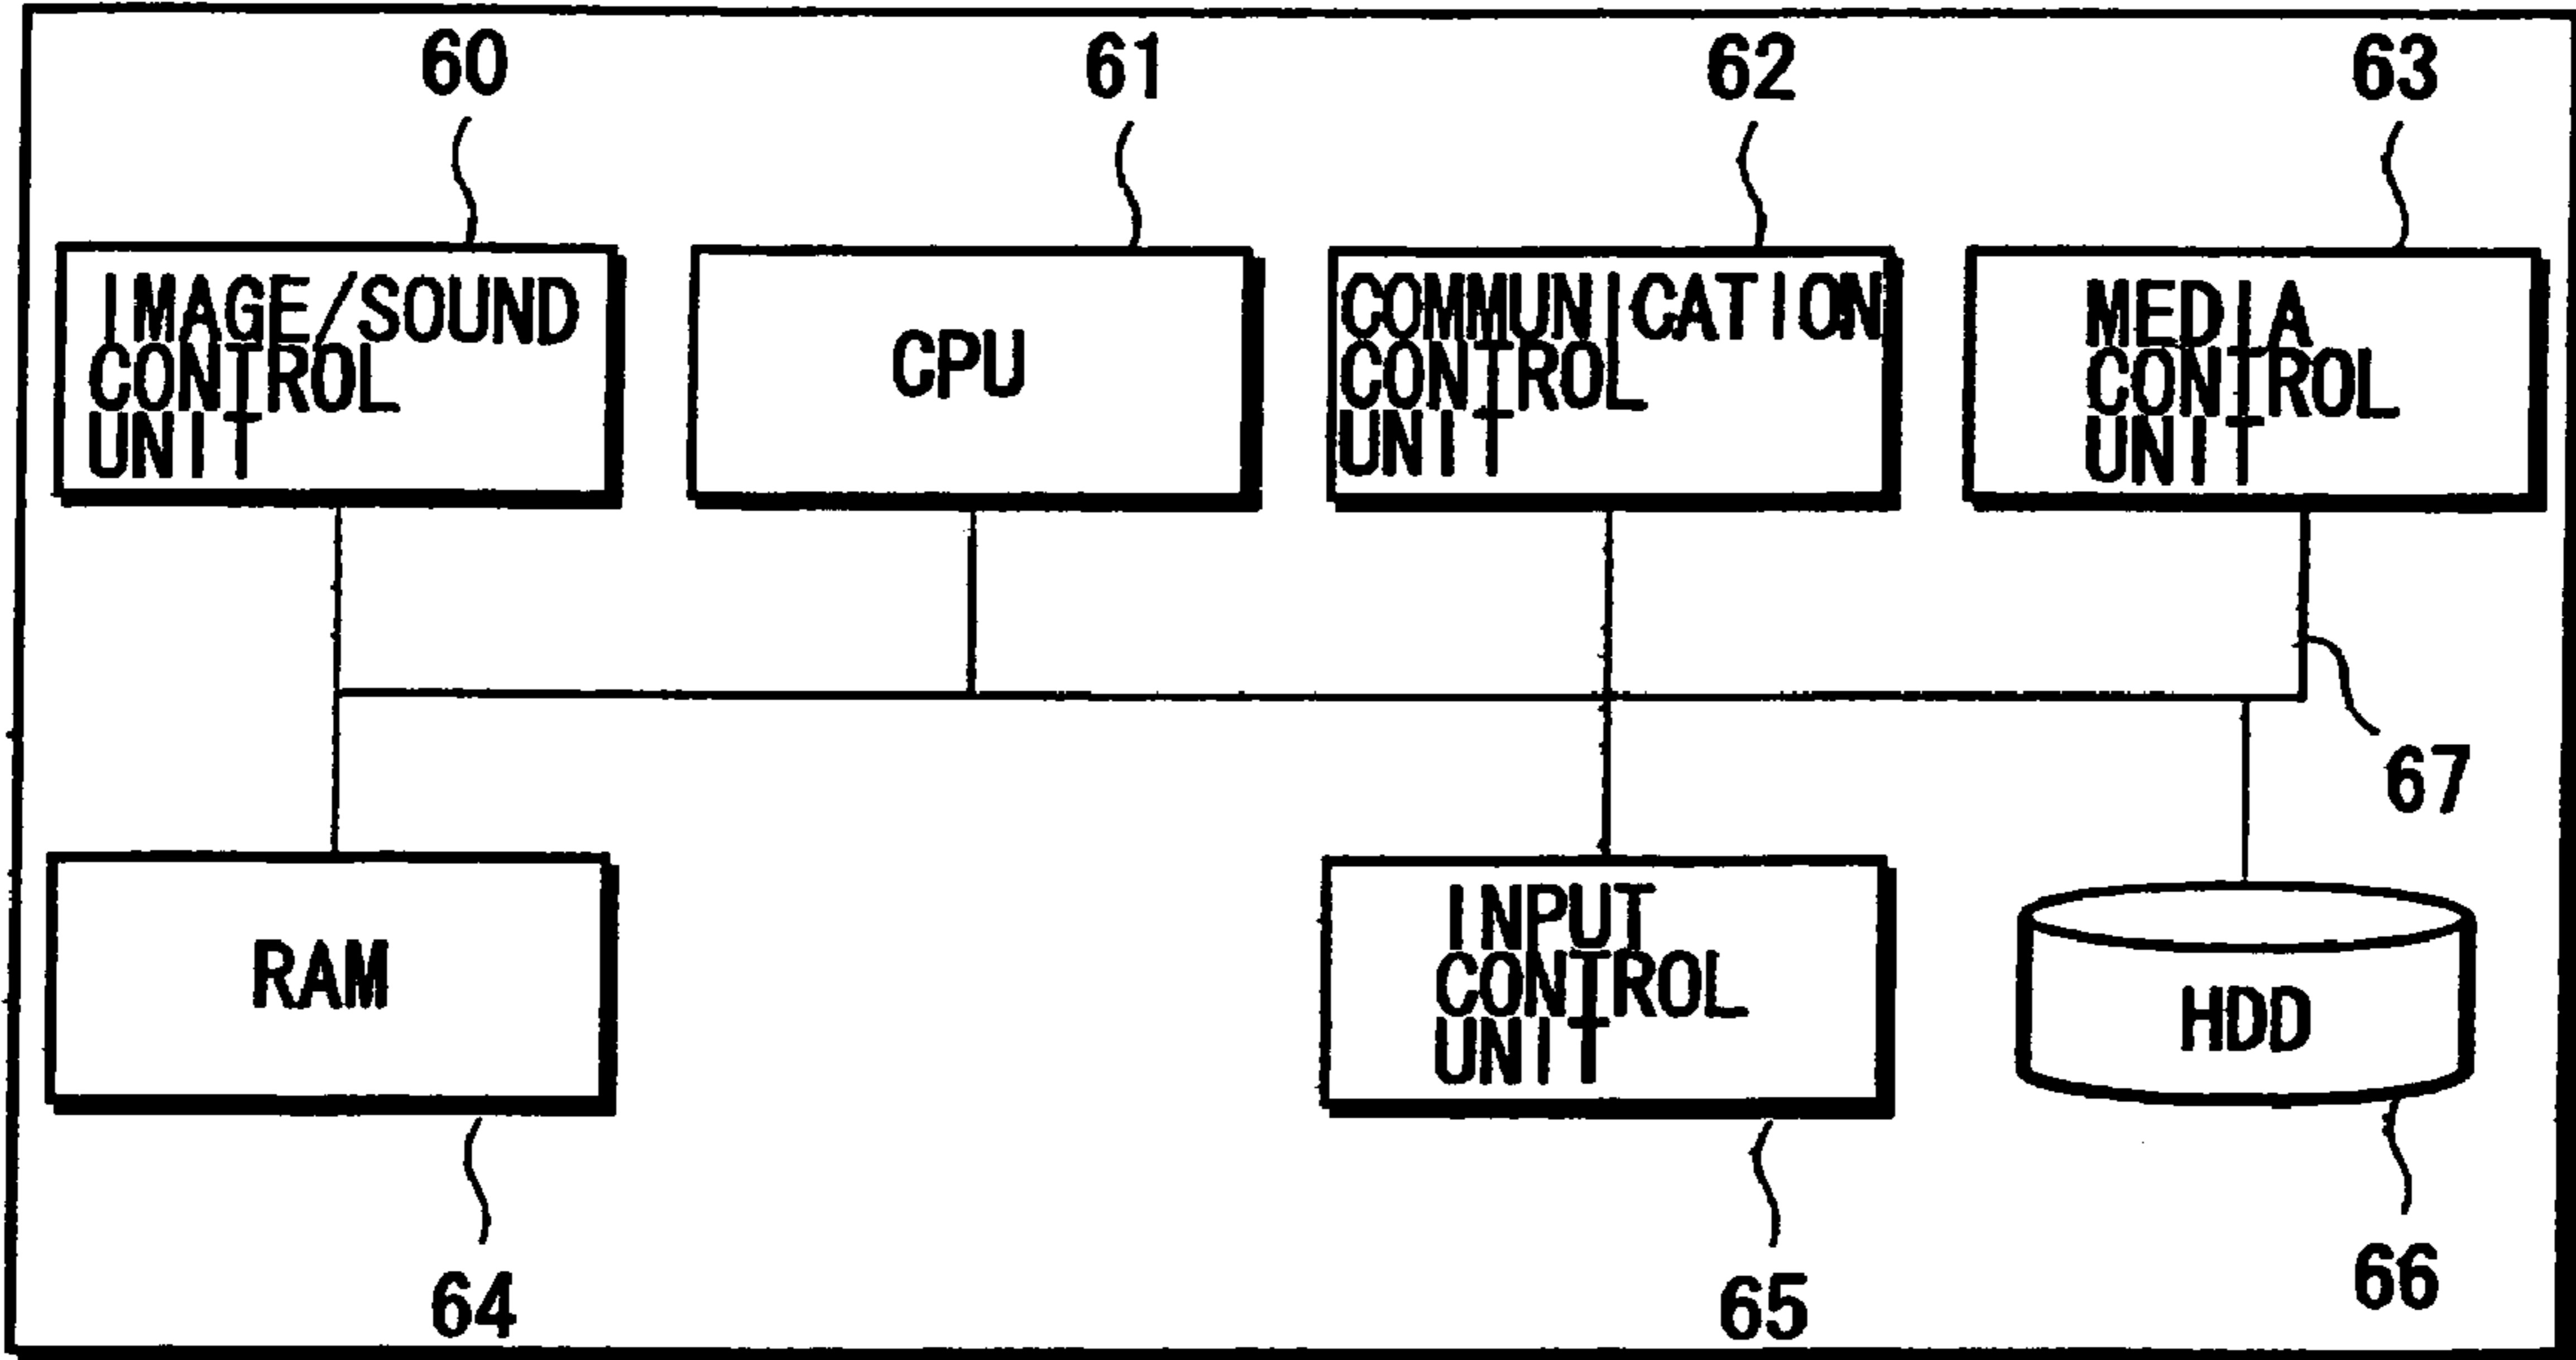 60
61
62
63
IMAGE/SOUND
CONTROL
UNIT
CPU
COMMUNICATION
CONTROL
UNIT
MEDIA
CONTROL
UNIT
67
RAM
INPUT
CONTROL
UNIT
HDD
64
65
66